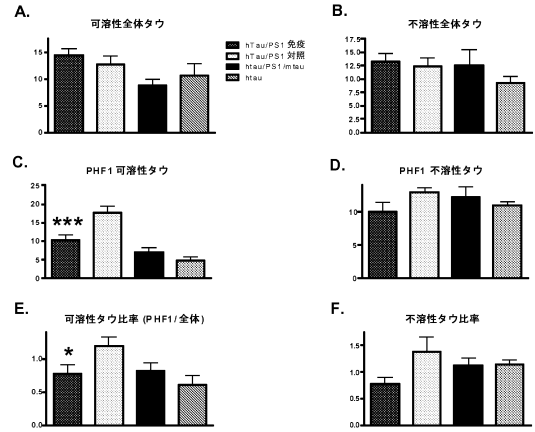 A.
可溶性全体タウ
15
10
5
0
hTau/PS1 免疫
hTau/PS1 対照
htau/PS1/mtau
htau
B.
不溶性全体タウ
17.5
15.0
12.5
10.0
7.5
5.0
2.5
0.0
C.
PHF1 可溶性タウ
25
20
15
10
5
0
***
D.
PHF1 不溶性タウ
10
5
0
E.
可溶性タウ比率 (PHF1/全体)
1.0
0.5
0.0
*
F.
不溶性タウ比率
1.5
1.0
0.5
0.0